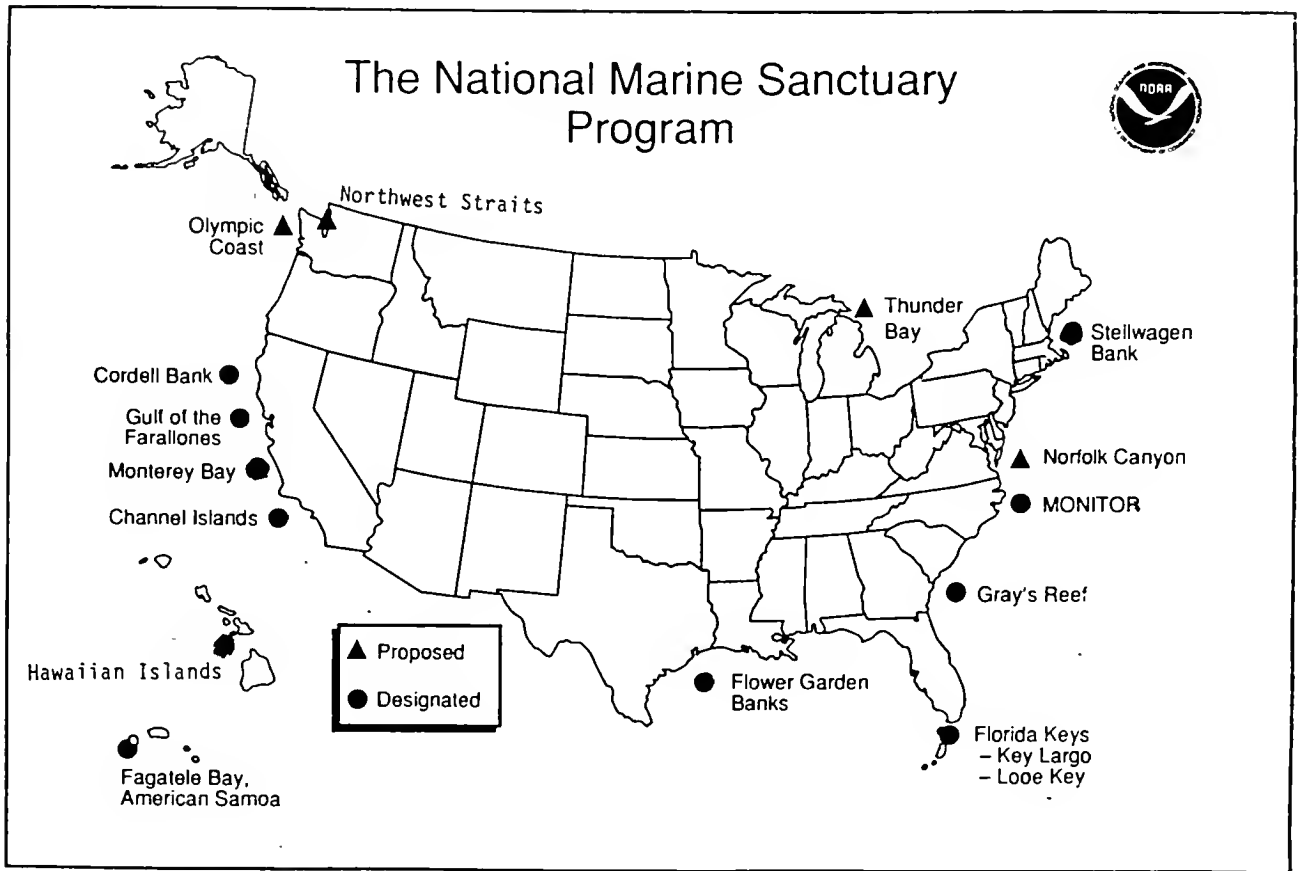 The National Marine Sanctuary
Program
NOAA
Northwest Straits
Olympic
Coast
Thunder
Bay
Stellwagen
Bank
Cordell Bank
Gulf of the
Farallones
Monterey Bay
Channel Islands
Norfolk Canyon
MONITOR
Gray's Reef
Hawaiian Islands
Proposed
Designated
Flower Garden
Banks
Florida Keys
– Key Largo
– Looe Key
Fagatele Bay,
American Samoa